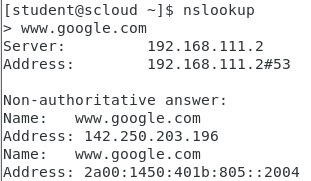 [student@scloud ~]$ nslookup
> www.google.com
Server:         192.168.111.2
Address:        192.168.111.2#53

Non-authoritative answer:
Name:   www.google.com
Address: 142.250.203.196
Name:   www.google.com
Address: 2a00:1450:401b:805::2004